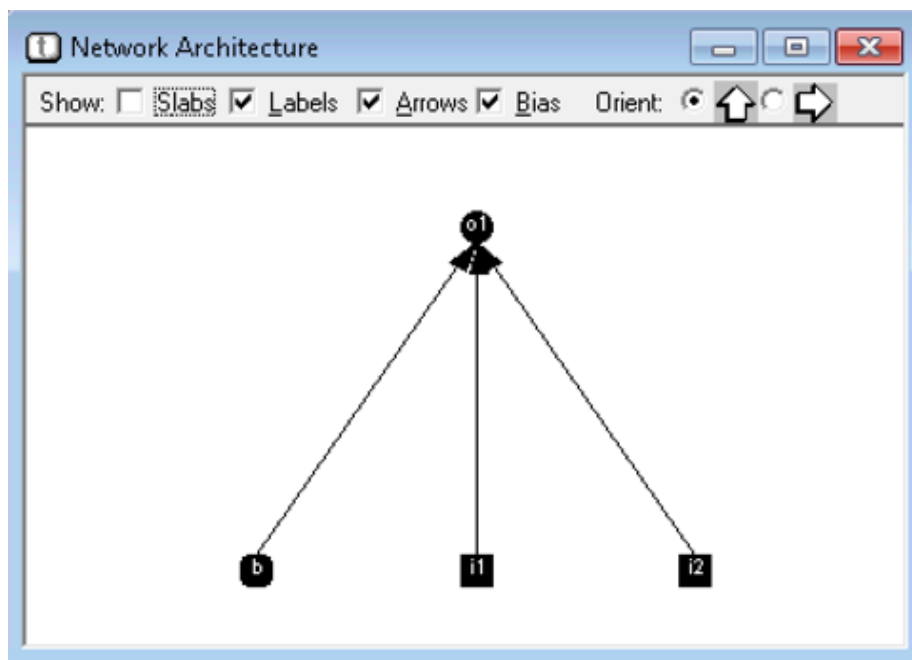 t Network Architecture
Show: Slabs Labels Arrows Bias Orient:
o1
b i1 i2